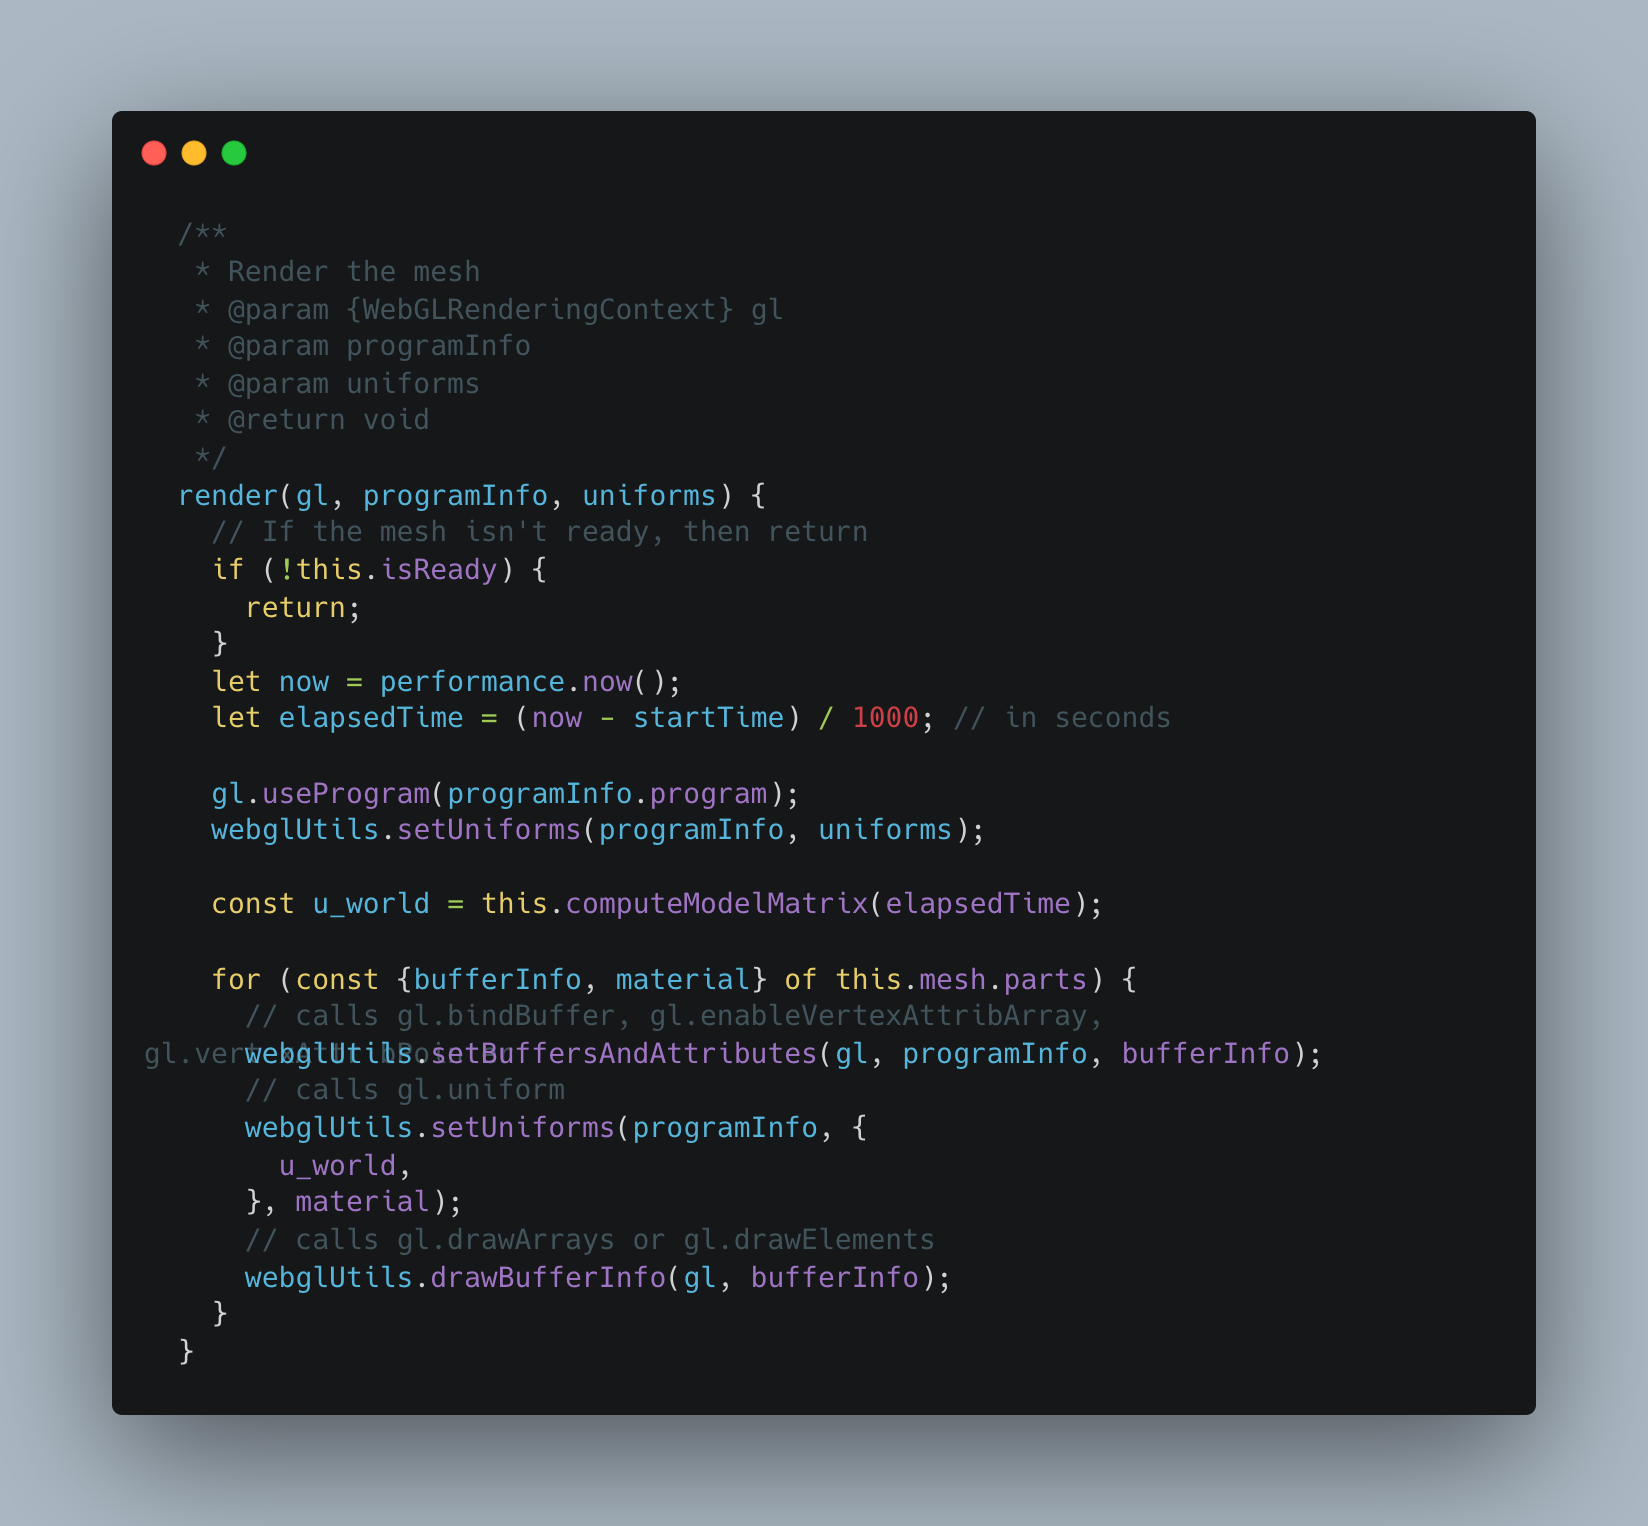 /**
 * Render the mesh
 * @param {WebGLRenderingContext} gl
 * @param programInfo
 * @param uniforms
 * @return void
 */
render(gl, programInfo, uniforms) {
  // If the mesh isn't ready, then return
  if (!this.isReady) {
    return;
  }
  let now = performance.now();
  let elapsedTime = (now - startTime) / 1000; // in seconds

  gl.useProgram(programInfo.program);
  webglUtils.setUniforms(programInfo, uniforms);

  const u_world = this.computeModelMatrix(elapsedTime);

  for (const {bufferInfo, material} of this.mesh.parts) {
    // calls gl.bindBuffer, gl.enableVertexAttribArray,
gl.vertexAttribPointer
    webglUtils.setBuffersAndAttributes(gl, programInfo, bufferInfo);
    // calls gl.uniform
    webglUtils.setUniforms(programInfo, {
      u_world,
    }, material);
    // calls gl.drawArrays or gl.drawElements
    webglUtils.drawBufferInfo(gl, bufferInfo);
  }
}